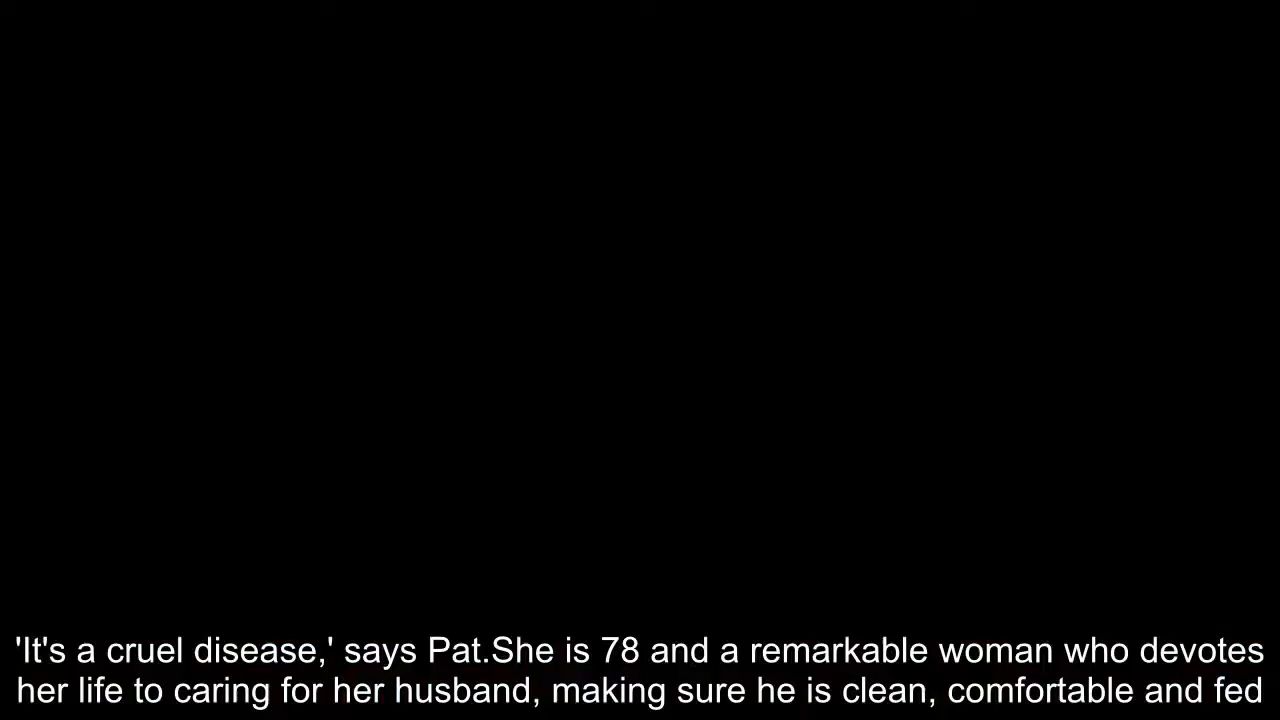 'It's a cruel disease,' says Pat.She is 78 and a remarkable woman who devotes
her life to caring for her husband, making sure he is clean, comfortable and fed